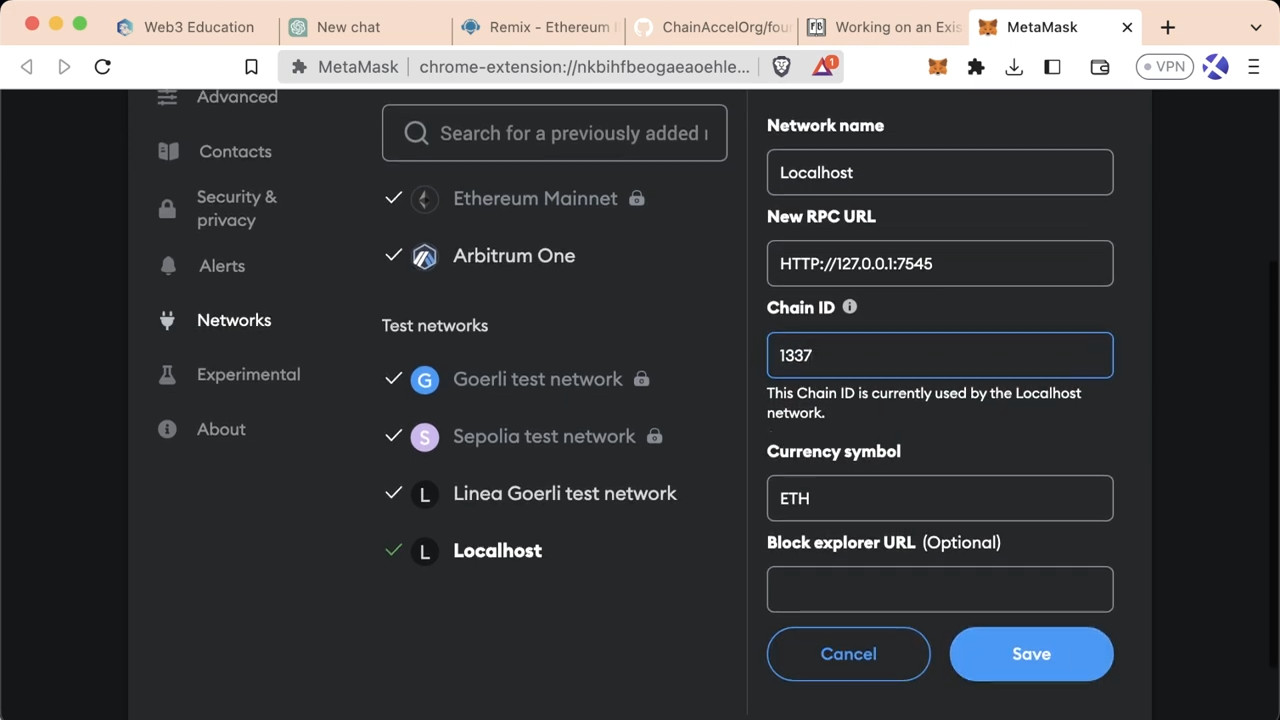 Web3 Education
New chat
Remix - Ethereum I
ChainAccelOrg/four
Working on an Exis
MetaMask
MetaMask
chrome-extension://nkbihfbeogaeaoehle...
1
VPN
Advanced
Contacts
Security &
privacy
Alerts
Networks
Experimental
About
Search for a previously added
Ethereum Mainnet
Arbitrum One
Test networks
G
Goerli test network
S
Sepolia test network
L
Linea Goerli test network
L
Localhost
Network name
Localhost
New RPC URL
HTTP://127.0.0.1:7545
Chain ID
1337
This Chain ID is currently used by the Localhost
network.
Currency symbol
ETH
Block explorer URL (Optional)
Cancel
Save